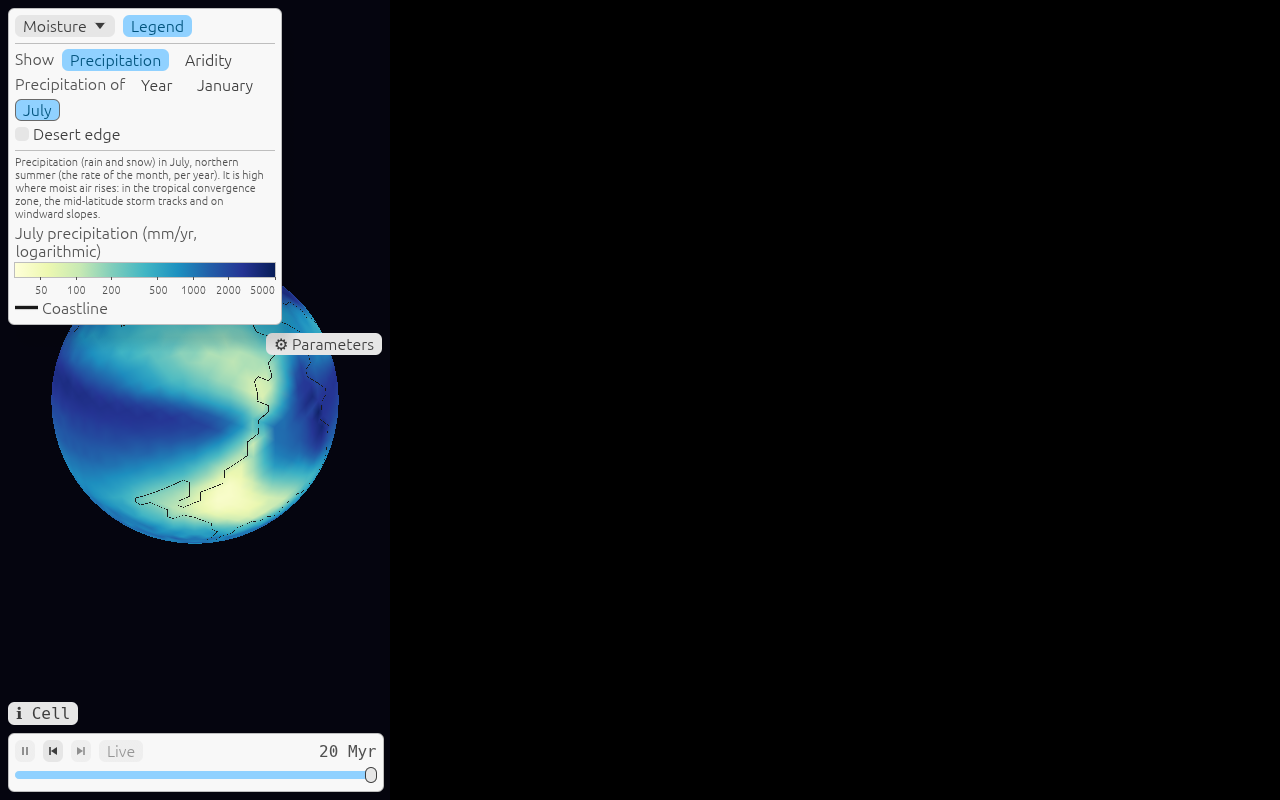 Moisture Legend
Show Precipitation Aridity
Precipitation of Year January
July
Desert edge
Precipitation (rain and snow) in July, northern
summer (the rate of the month, per year). It is high
where moist air rises: in the tropical convergence
zone, the mid-latitude storm tracks and on
windward slopes.
July precipitation (mm/yr,
logarithmic)
50 100 200 500 1000 2000 5000
Coastline
⚙ Parameters
ℹ Cell
Live 20 Myr